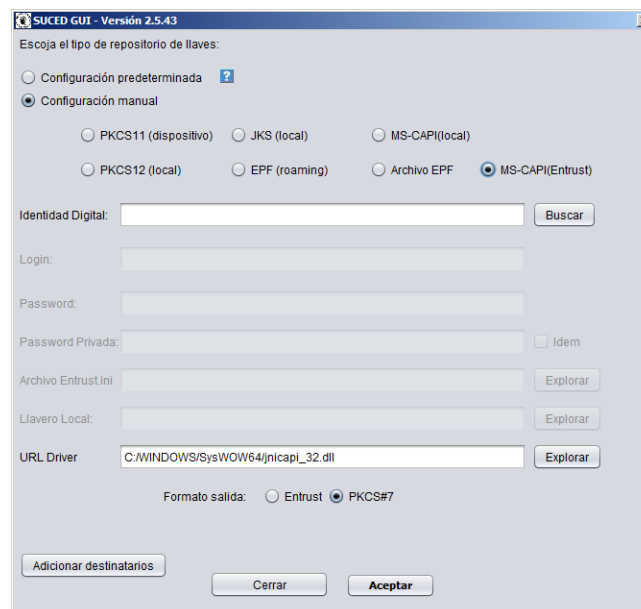 SUCED GUI - Versión 2.5.43
Escoja el tipo de repositorio de llaves:
Configuración predeterminada ?
Configuración manual
PKCS11 (dispositivo) JKS (local) MS-CAPI(local)
PKCS12 (local) EPF (roaming) Archivo EPF MS-CAPI(Entrust)
Identidad Digital: Buscar
Login:
Password:
Password Privada: Idem
Archivo Entrust.ini Explorar
Llavero Local: Explorar
URL Driver C:/WINDOWS/SysWOW64/jnicapi_32.dll Explorar
Formato salida: Entrust PKCS#7
Adicionar destinatarios
Cerrar Aceptar